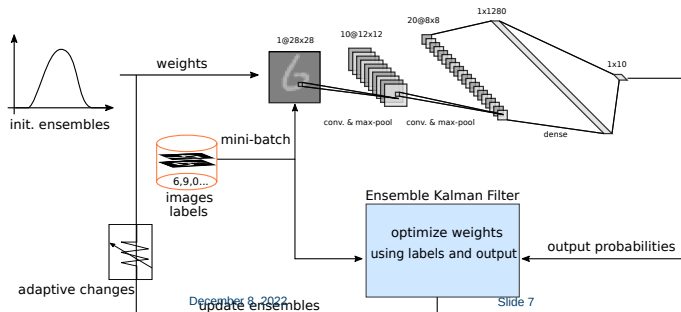 1x1280
20@8x8
10@12x12
1@28x28
1x10
weights
init. ensembles
conv. & max-pool
conv. & max-pool
dense
mini-batch
6,9,0...
images
labels
Ensemble Kalman Filter
optimize weights
using labels and output
output probabilities
adaptive changes
December 8, 2022
update ensembles
Slide 7